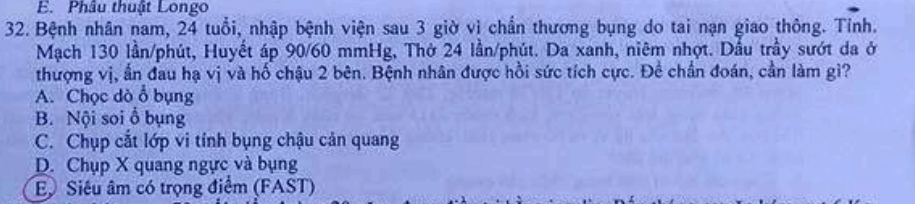 E. Phẫu thuật Longo
32. Bệnh nhân nam, 24 tuổi, nhập bệnh viện sau 3 giờ vì chấn thương bụng do tai nạn giao thông. Tỉnh.
Mạch 130 lần/phút, Huyết áp 90/60 mmHg, Thở 24 lần/phút. Da xanh, niêm nhợt. Dấu trầy sướt da ở
thượng vị, ấn đau hạ vị và hố chậu 2 bên. Bệnh nhân được hồi sức tích cực. Để chẩn đoán, cần làm gì?
A. Chọc dò ổ bụng
B. Nội soi ổ bụng
C. Chụp cắt lớp vi tính bụng chậu cản quang
D. Chụp X quang ngực và bụng
E. Siêu âm có trọng điểm (FAST)